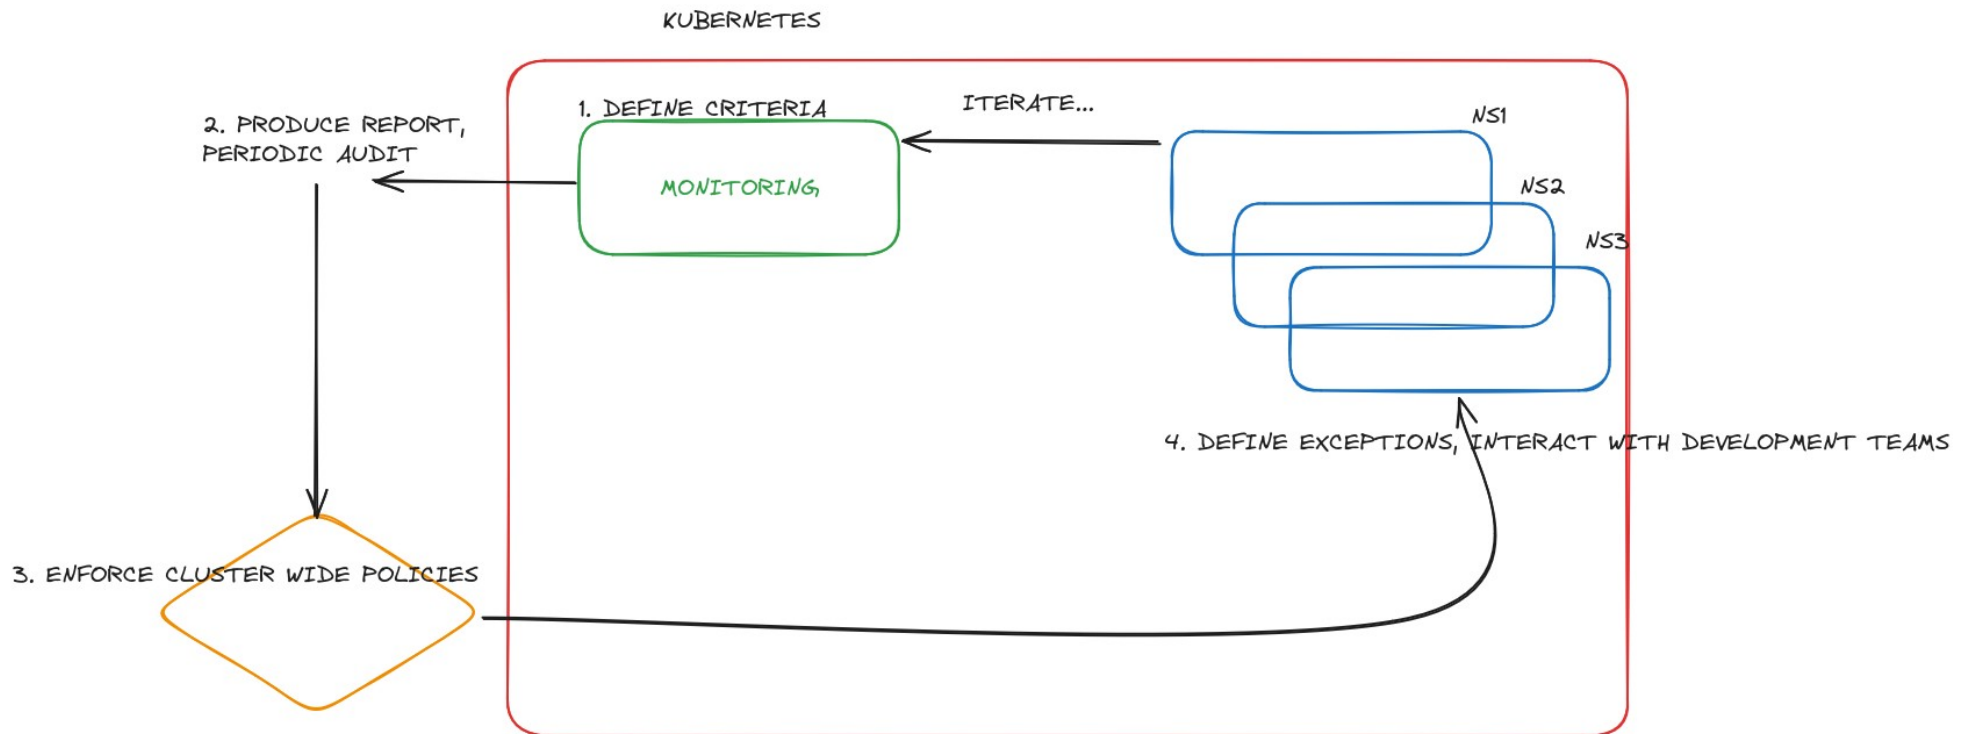 KUBERNETES
1. DEFINE CRITERIA
ITERATE...
NS1
2. PRODUCE REPORT,
PERIODIC AUDIT
MONITORING
NS2
NS3
4. DEFINE EXCEPTIONS, INTERACT WITH DEVELOPMENT TEAMS
3. ENFORCE CLUSTER WIDE POLICIES